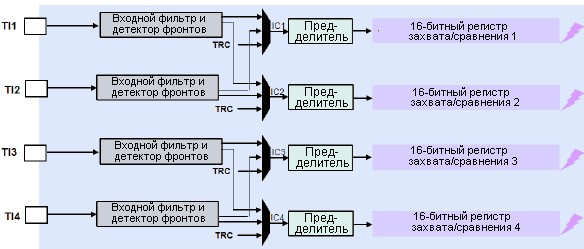 TI1
Входной фильтр и
детектор фронтов
TRC
IC1
Пред-
делитель
16-битный регистр
захвата/сравнения 1
TI2
Входной фильтр и
детектор фронтов
TRC
IC2
Пред-
делитель
16-битный регистр
захвата/сравнения 2
TI3
Входной фильтр и
детектор фронтов
TRC
IC3
Пред-
делитель
16-битный регистр
захвата/сравнения 3
TI4
Входной фильтр и
детектор фронтов
TRC
IC4
Пред-
делитель
16-битный регистр
захвата/сравнения 4